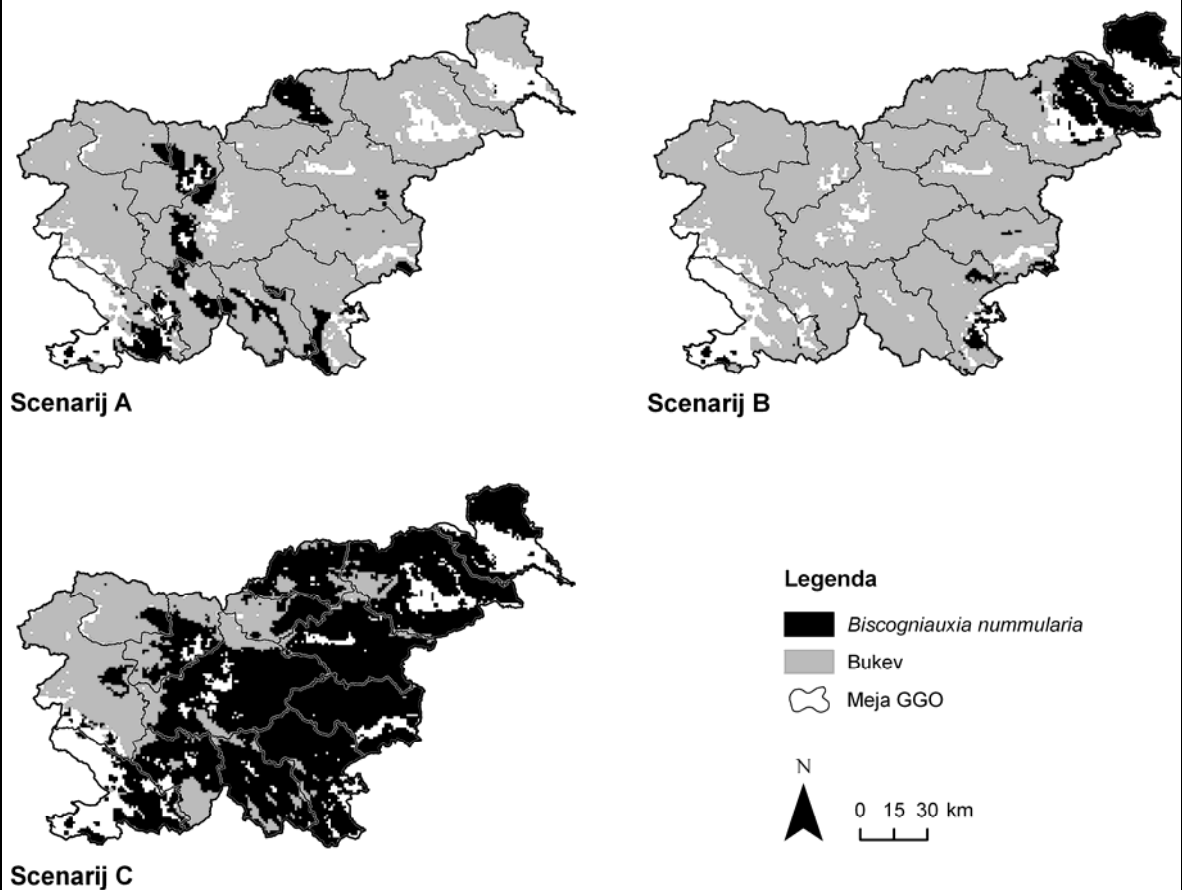 Scenarij A
Scenarij B
Scenarij C
Legenda
Biscogniauxia nummularia
Bukev
Meja GGO
N
0 15 30 km